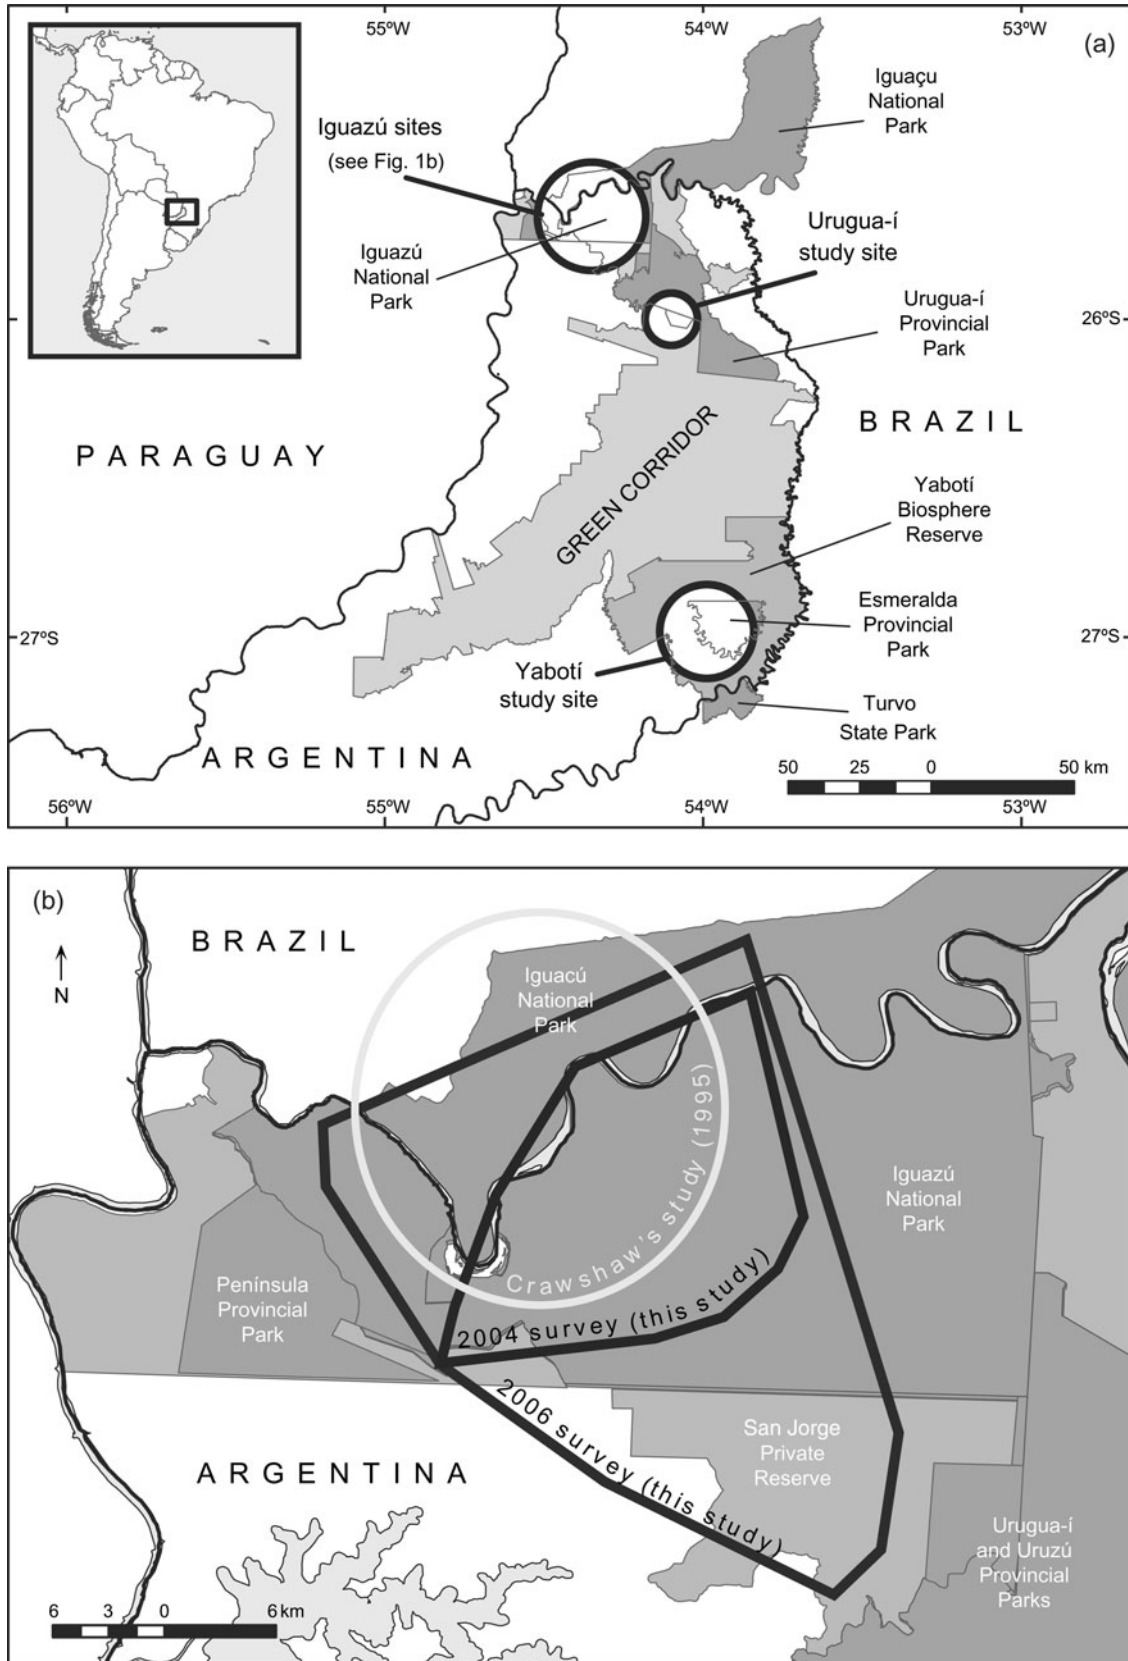 55ºW
54ºW
53ºW
(a)
Iguaçu
National
Park
Iguazú sites
(see Fig. 1b)
Urugua-í
study site
Iguazú
National
Park
Urugua-í
Provincial
Park
26ºS
BRAZIL
PARAGUAY
GREEN CORRIDOR
Yabotí
Biosphere
Reserve
Esmeralda
Provincial
Park
27ºS
27ºS
Yabotí
study site
Turvo
State Park
ARGENTINA
50 25 0 50 km
56ºW
55ºW
54ºW
53ºW
(b)
BRAZIL
N
Iguacú
National
Park
Crawshaw's study (1995)
Iguazú
National
Park
Península
Provincial
Park
2004 survey (this study)
2006 survey (this study)
San Jorge
Private
Reserve
ARGENTINA
Urugua-í
and Uruzú
Provincial
Parks
6 3 0 6 km